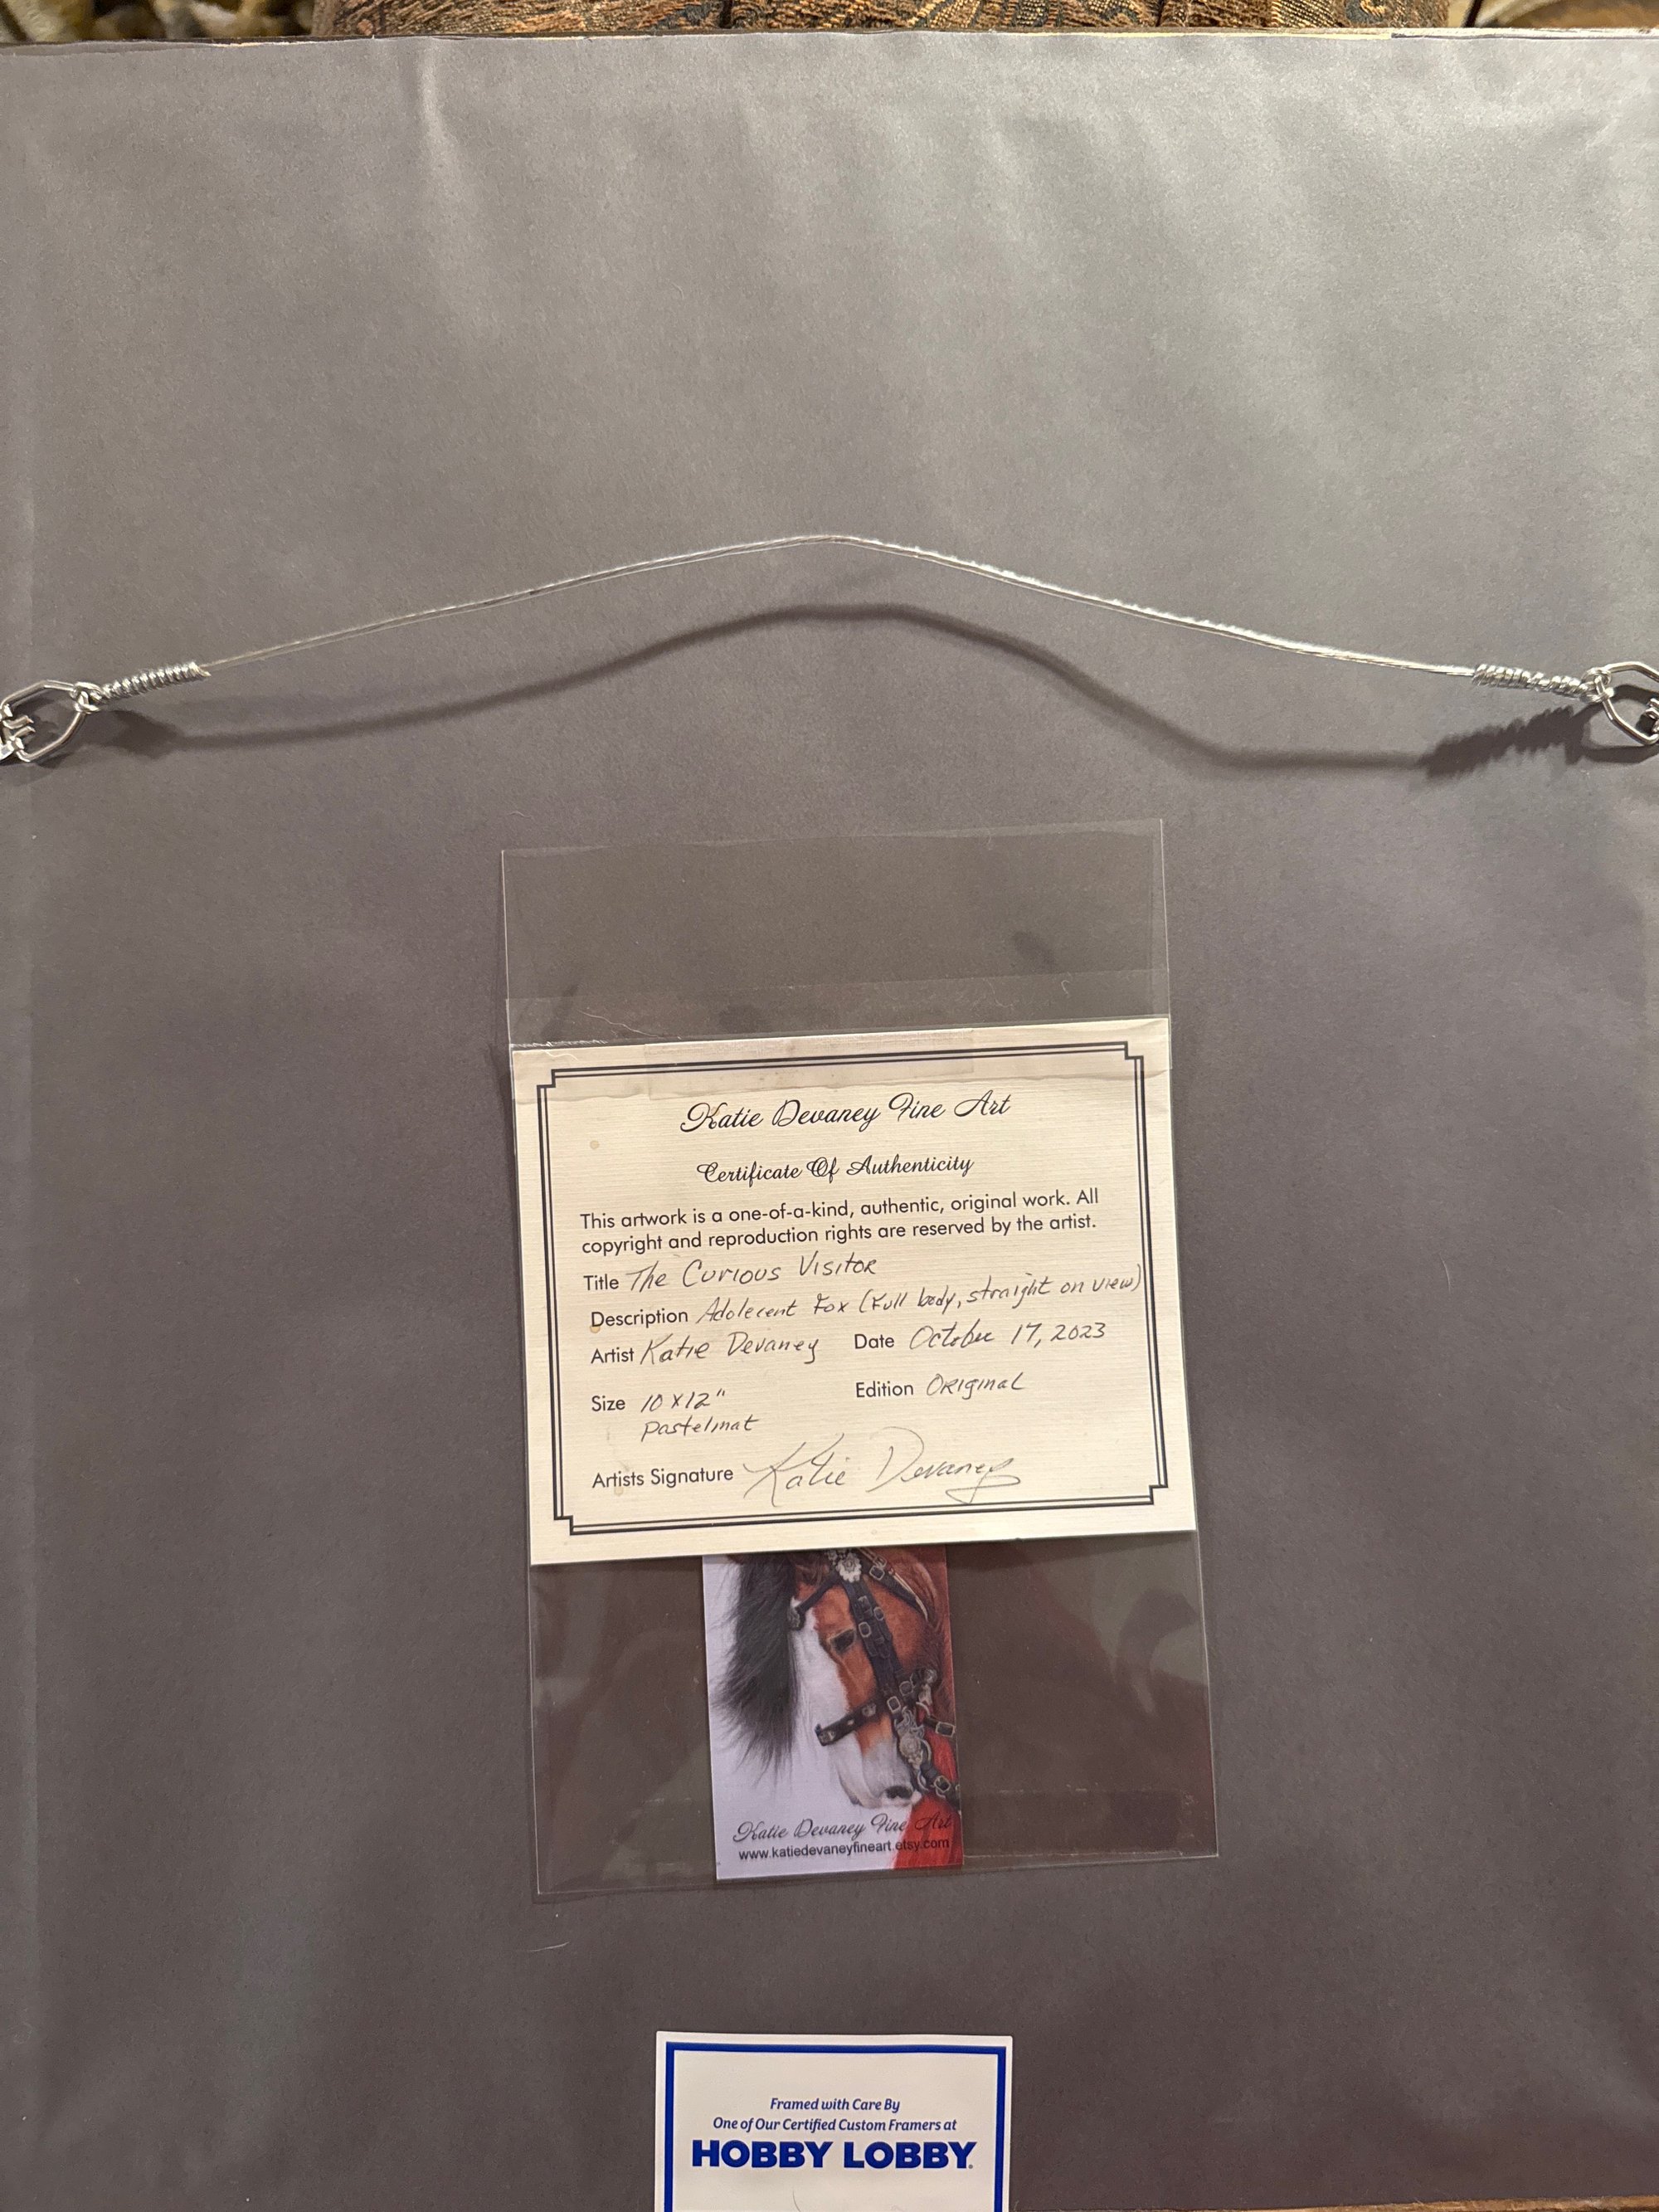 Katie Devaney Fine Art
Certificate Of Authenticity
This artwork is a one-of-a-kind, authentic, original work. All
copyright and reproduction rights are reserved by the artist.
Title The Curious Visitor
Description Adolecent Fox (Full body, straight on view)
Artist Katie Devaney Date October 17, 2023
Size 10 x 12" Edition Original
Pastelmat
Artists Signature Katie Devaney
Katie Devaney Fine Art
www.katiedevaneyfineart.etsy.com
Framed with Care By
One of Our Certified Custom Framers at
HOBBY LOBBY®